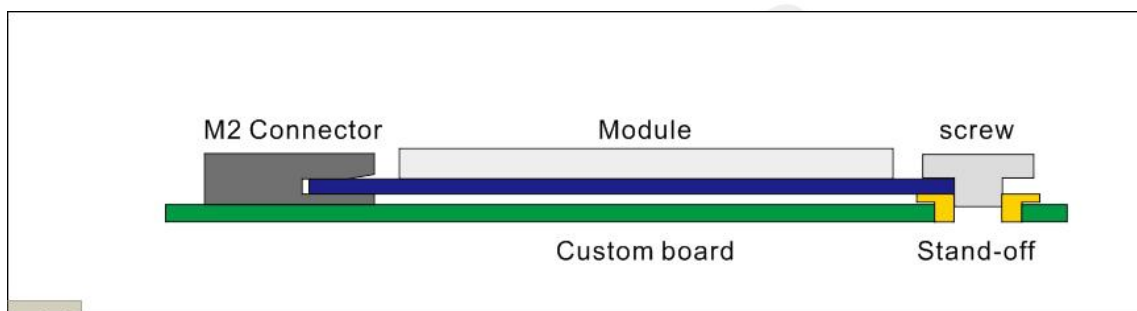 M2 Connector
Module
screw
Custom board
Stand-off